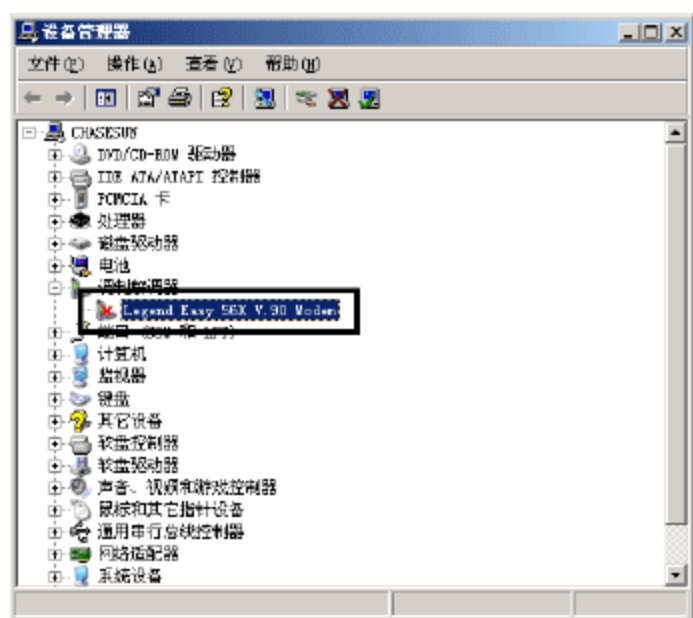 设备管理器
文件(F) 操作(A) 查看(V) 帮助(H)
CHASESUN
DVD/CD-ROM 驱动器
IDE ATA/ATAPI 控制器
PCMCIA 卡
处理器
磁盘驱动器
电池
调制解调器
Legend Easy 56K V.90 Modem
端口 (COM 和 LPT)
计算机
监视器
键盘
其它设备
软盘控制器
软盘驱动器
声音、视频和游戏控制器
鼠标和其它指针设备
通用串行总线控制器
网络适配器
系统设备